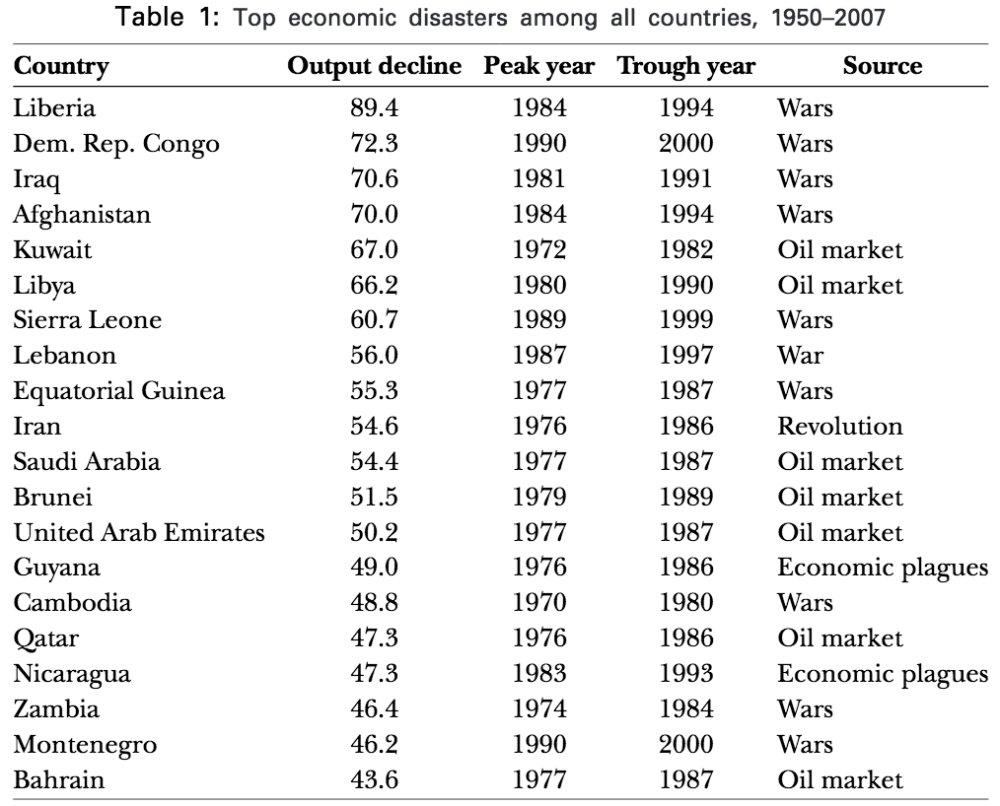 Table 1: Top economic disasters among all countries, 1950–2007
Country Output decline Peak year Trough year Source
Liberia 89.4 1984 1994 Wars
Dem. Rep. Congo 72.3 1990 2000 Wars
Iraq 70.6 1981 1991 Wars
Afghanistan 70.0 1984 1994 Wars
Kuwait 67.0 1972 1982 Oil market
Libya 66.2 1980 1990 Oil market
Sierra Leone 60.7 1989 1999 Wars
Lebanon 56.0 1987 1997 War
Equatorial Guinea 55.3 1977 1987 Wars
Iran 54.6 1976 1986 Revolution
Saudi Arabia 54.4 1977 1987 Oil market
Brunei 51.5 1979 1989 Oil market
United Arab Emirates 50.2 1977 1987 Oil market
Guyana 49.0 1976 1986 Economic plagues
Cambodia 48.8 1970 1980 Wars
Qatar 47.3 1976 1986 Oil market
Nicaragua 47.3 1983 1993 Economic plagues
Zambia 46.4 1974 1984 Wars
Montenegro 46.2 1990 2000 Wars
Bahrain 43.6 1977 1987 Oil market